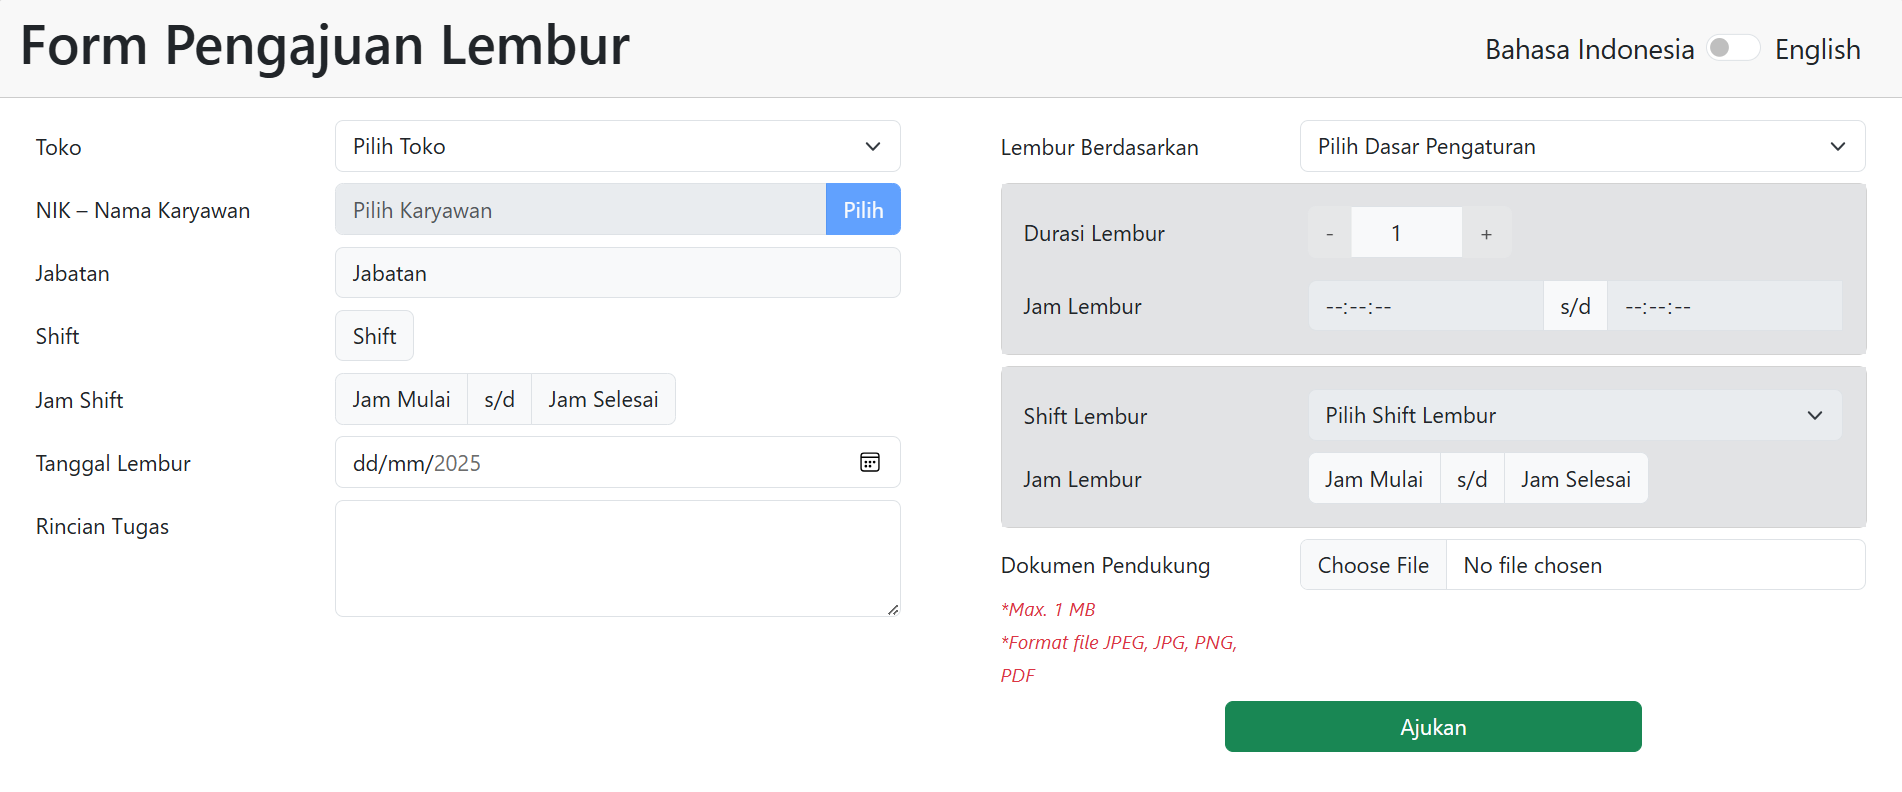 Form Pengajuan Lembur
Bahasa Indonesia English
Toko Pilih Toko
NIK – Nama Karyawan Pilih Karyawan Pilih
Jabatan Jabatan
Shift Shift
Jam Shift Jam Mulai s/d Jam Selesai
Tanggal Lembur dd/mm/2025
Rincian Tugas
Lembur Berdasarkan Pilih Dasar Pengaturan
Durasi Lembur - 1 +
Jam Lembur --:--:-- s/d --:--:--
Shift Lembur Pilih Shift Lembur
Jam Lembur Jam Mulai s/d Jam Selesai
Dokumen Pendukung Choose File No file chosen
*Max. 1 MB
*Format file JPEG, JPG, PNG,
PDF
Ajukan